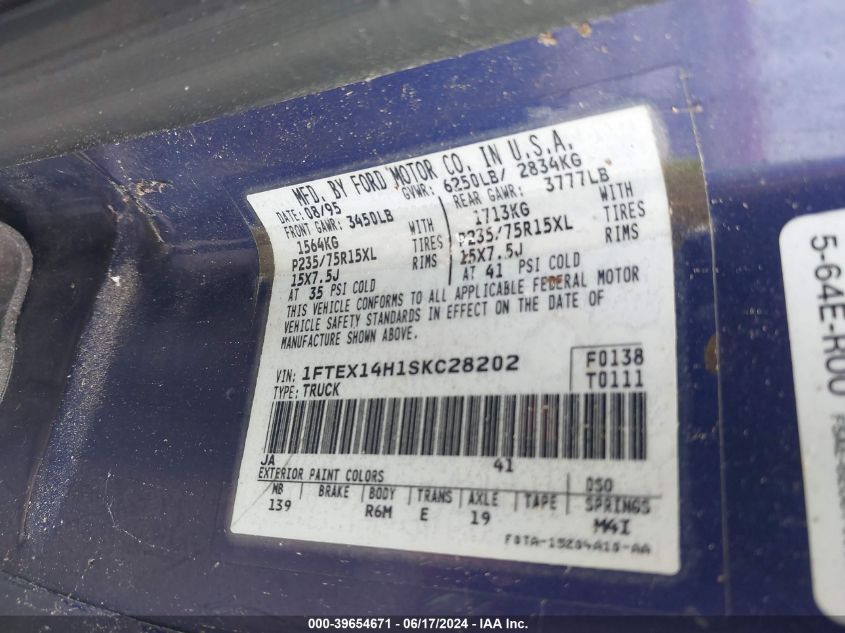 MFD. BY FORD MOTOR CO. IN U.S.A.
DATE: 08/95 GVWR: 6250LB/ 2834KG
FRONT GAWR: 3450LB REAR GAWR: 3777LB
1564KG WITH 1713KG WITH
P235/75R15XL TIRES P235/75R15XL TIRES
15X7.5J RIMS 15X7.5J RIMS
AT 35 PSI COLD AT 41 PSI COLD
THIS VEHICLE CONFORMS TO ALL APPLICABLE FEDERAL MOTOR
VEHICLE SAFETY STANDARDS IN EFFECT ON THE DATE OF
MANUFACTURE SHOWN ABOVE.
VIN: 1FTEX14H1SKC28202 F0138
TYPE: TRUCK T0111
JA 41
EXTERIOR PAINT COLORS DSO
WB BRAKE BODY TRANS AXLE TAPE SPRINGS
139 R6M E 19 M4I
5-64E-R00
000-39654671 - 06/17/2024 - IAA Inc.